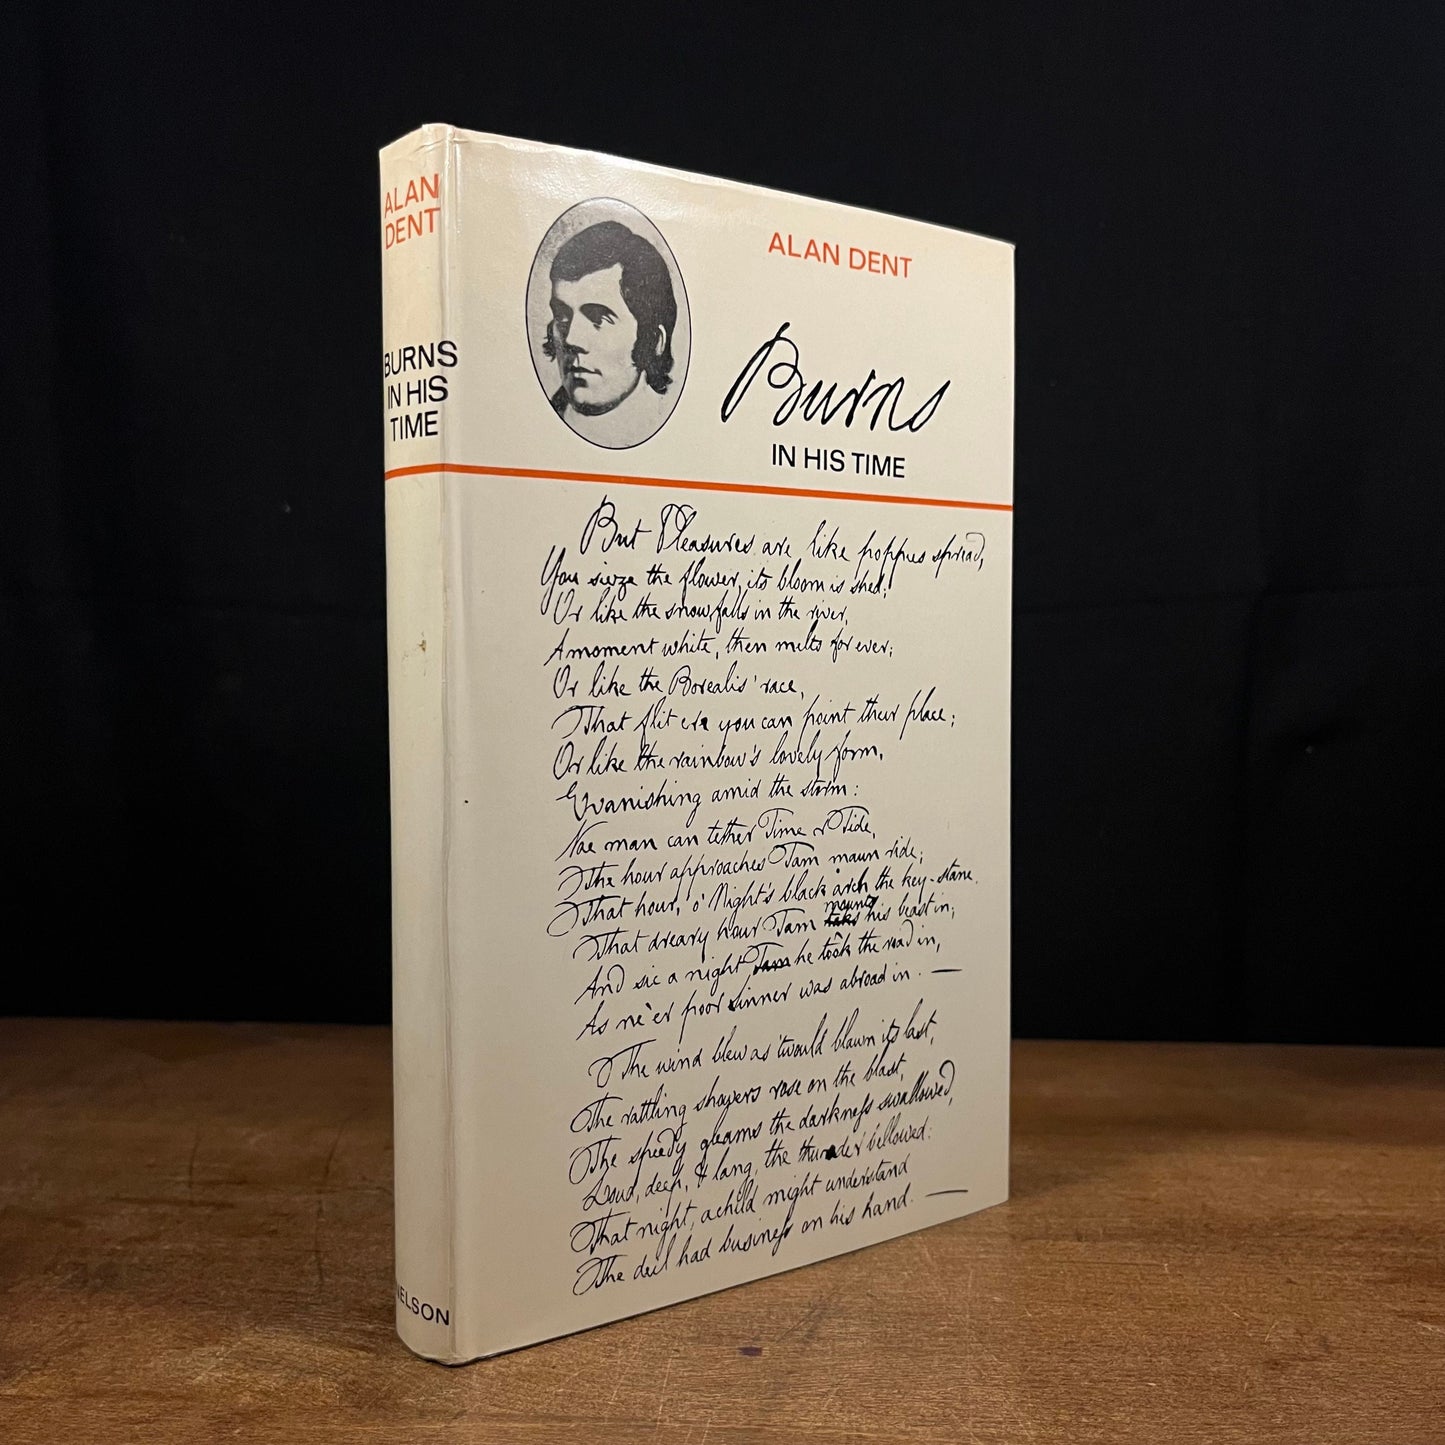 ALAN
DENT
BURNS
IN HIS
TIME
NELSON
ALAN DENT
Burns
IN HIS TIME
But Pleasures are like poppies spread,
You sieze the flower, its bloom is shed;
Or like the snow falls in the river,
A moment white, then melts for ever;
Or like the Borealis' race,
That flit ere you can point their place;
Or like the rainbow's lovely form,
Evanishing amid the storm:
Nae man can tether Time & Tide,
The hour approaches Tam maun ride;
That hour, o' Night's black arch the key-stane,
That dreary hour Tam taks mounts his beast in;
And sic a night Tam he took the road in,
As ne'er poor sinner was abroad in. —
The wind blew as 'twould blawn its last,
The rattling showers rose on the blast,
The speedy gleams the darkness swallowed,
Loud, deep, & lang, the thunder bellowed:
That night, a child might understand
The deil had business on his hand. —